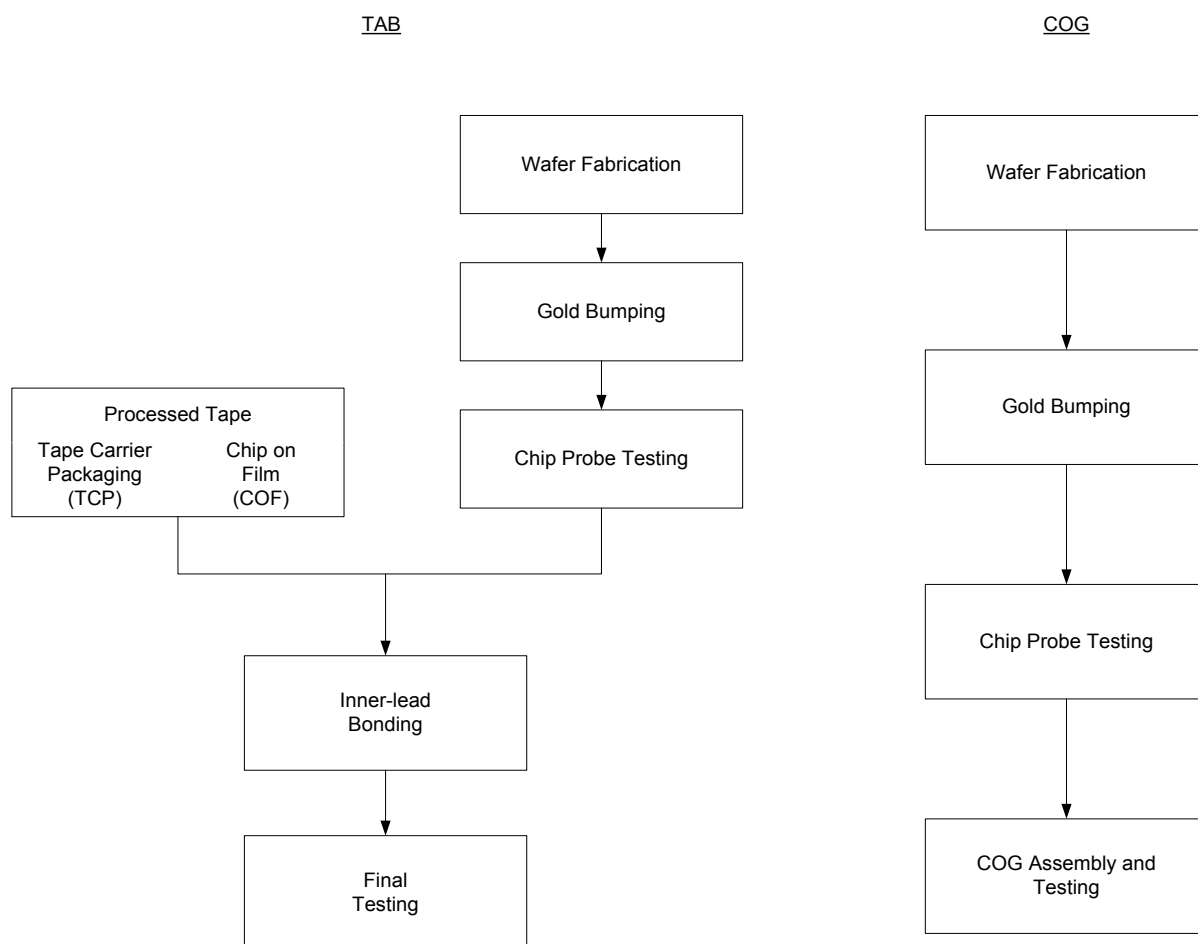 TAB
COG
Wafer Fabrication
Wafer Fabrication
Gold Bumping
Gold Bumping
Processed Tape
Tape Carrier
Packaging
(TCP)
Chip on
Film
(COF)
Chip Probe Testing
Chip Probe Testing
Inner-lead
Bonding
COG Assembly and
Testing
Final
Testing